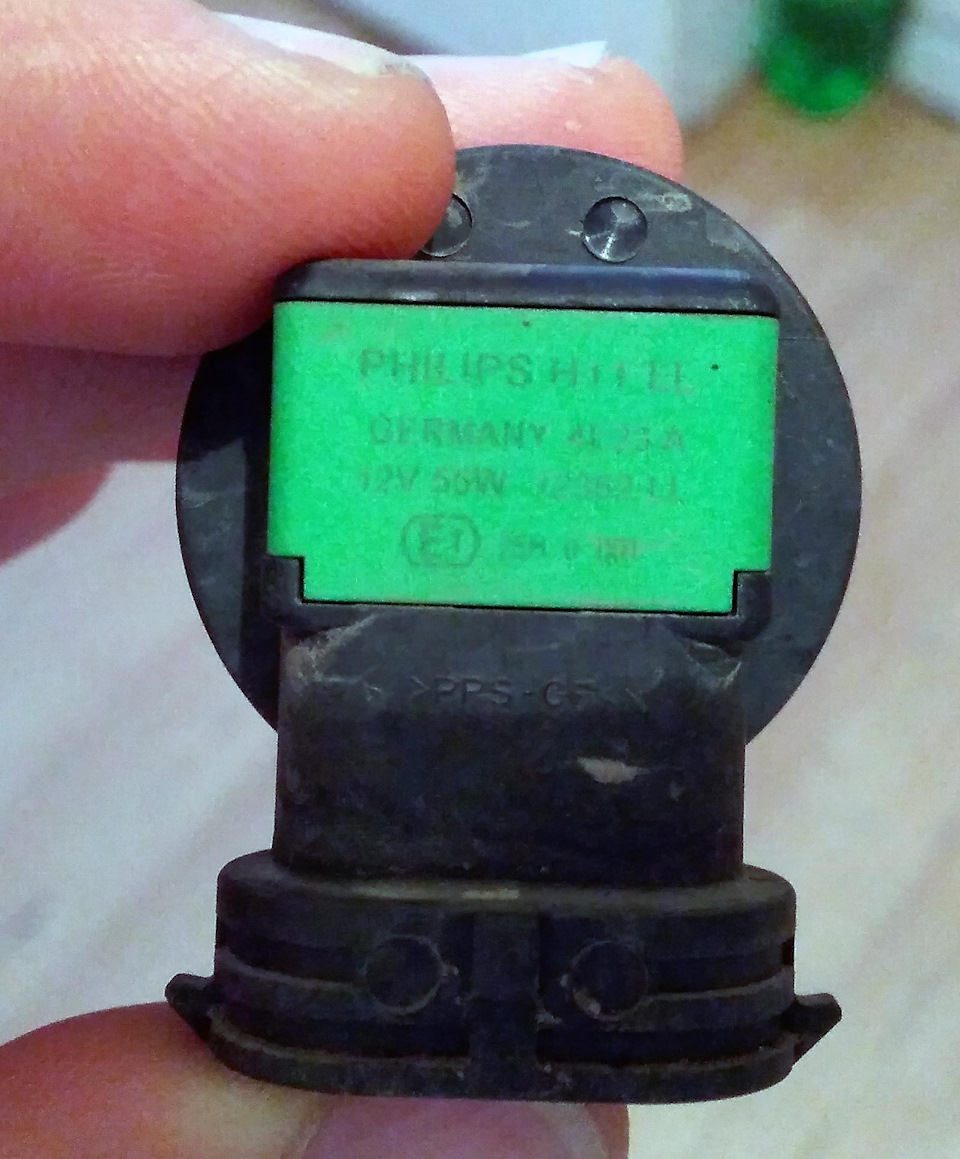 PHILIPS H11 LL
GERMANY
12V 55W 12362 LL
E1
>PPS-GF